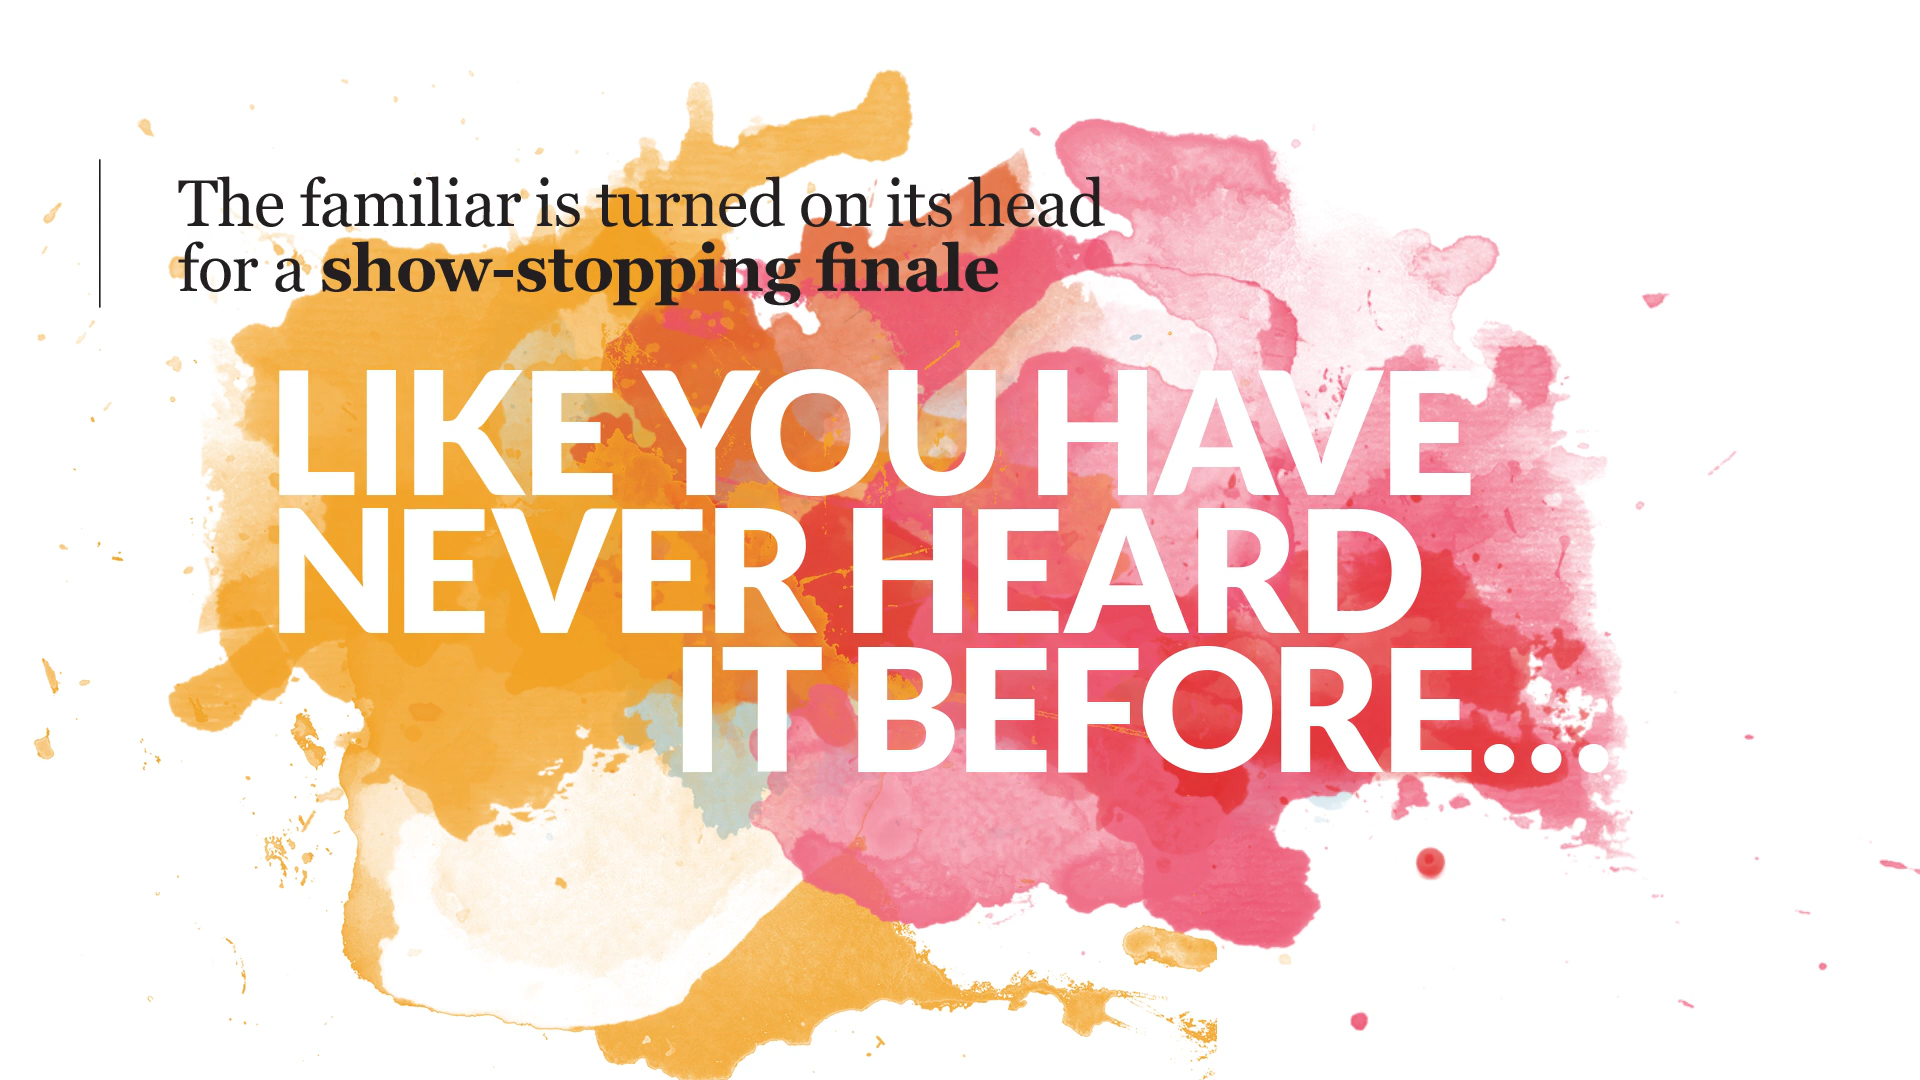 The familiar is turned on its head
for a show-stopping finale
LIKE YOU HAVE
NEVER HEARD
IT BEFORE...